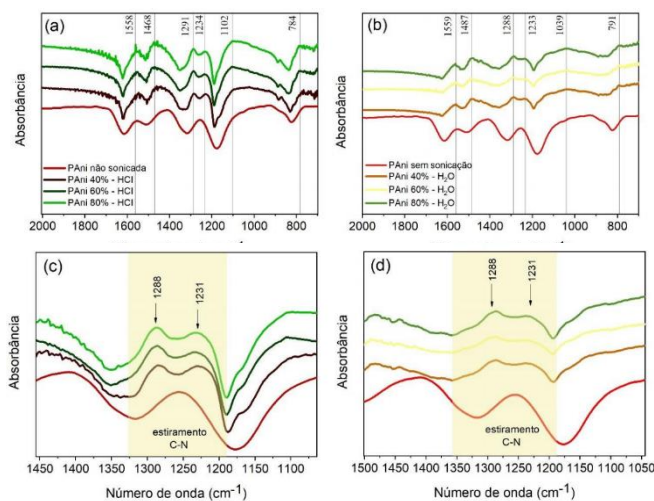 (a)
1558
1468
1291
1234
1102
784
Absorbância
PAni não sonicada
PAni 40% - HCl
PAni 60% - HCl
PAni 80% - HCl
2000 1800 1600 1400 1200 1000 800
(b)
1559
1487
1288
1233
1039
791
Absorbância
PAni sem sonicação
PAni 40% - H₂O
PAni 60% - H₂O
PAni 80% - H₂O
2000 1800 1600 1400 1200 1000 800
(c)
1288
1231
Absorbância
estiramento
C-N
1450 1400 1350 1300 1250 1200 1150 1100
Número de onda (cm⁻¹)
(d)
1288
1231
Absorbância
estiramento
C-N
1500 1450 1400 1350 1300 1250 1200 1150 1100 1050
Número de onda (cm⁻¹)